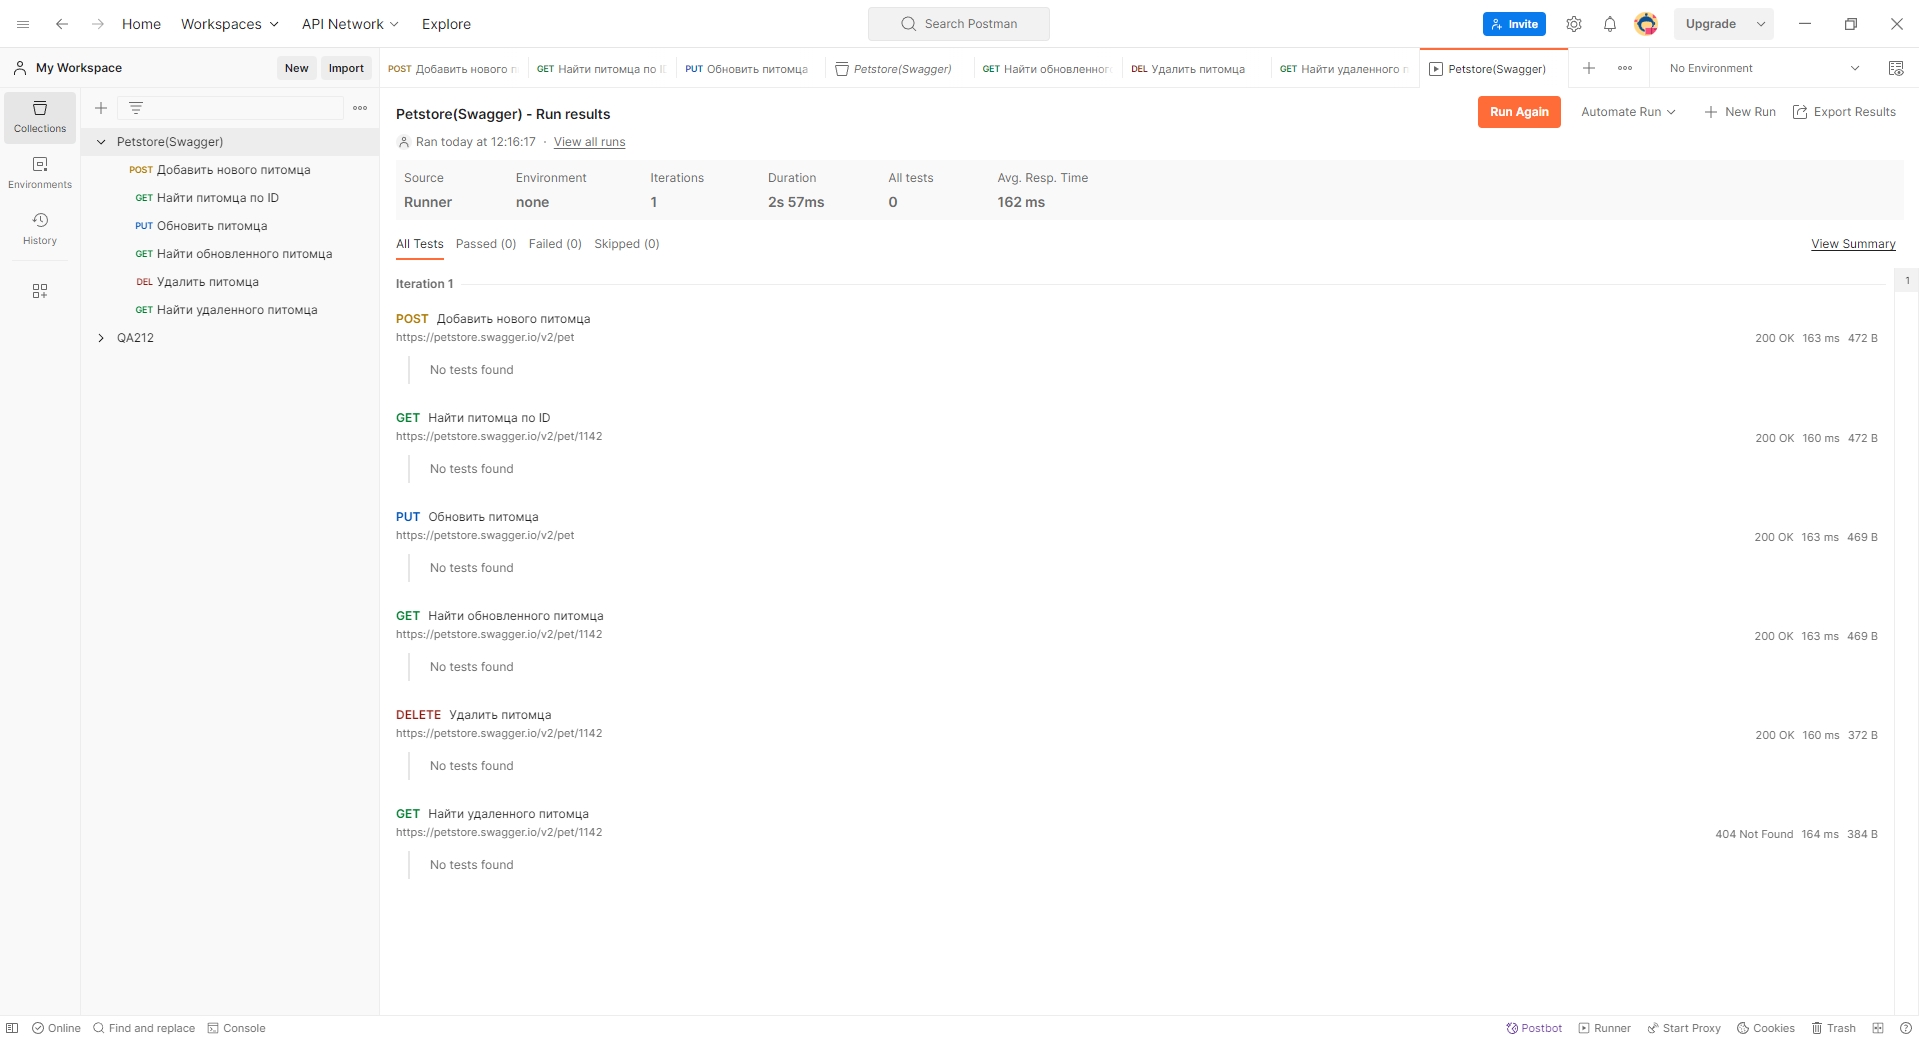 Home Workspaces API Network Explore Search Postman Invite Upgrade
My Workspace New Import POST Добавить нового п GET Найти питомца по I PUT Обновить питомца Petstore(Swagger) GET Найти обновленног DEL Удалить питомца GET Найти удаленного п Petstore(Swagger) No Environment
Collections
Environments
History
Petstore(Swagger)
POST Добавить нового питомца
GET Найти питомца по ID
PUT Обновить питомца
GET Найти обновленного питомца
DEL Удалить питомца
GET Найти удаленного питомца
QA212
Petstore(Swagger) - Run results Run Again Automate Run New Run Export Results
Ran today at 12:16:17 · View all runs
Source Environment Iterations Duration All tests Avg. Resp. Time
Runner none 1 2s 57ms 0 162 ms
All Tests Passed (0) Failed (0) Skipped (0) View Summary
Iteration 1 1
POST Добавить нового питомца
https://petstore.swagger.io/v2/pet 200 OK 163 ms 472 B
No tests found
GET Найти питомца по ID
https://petstore.swagger.io/v2/pet/1142 200 OK 160 ms 472 B
No tests found
PUT Обновить питомца
https://petstore.swagger.io/v2/pet 200 OK 163 ms 469 B
No tests found
GET Найти обновленного питомца
https://petstore.swagger.io/v2/pet/1142 200 OK 163 ms 469 B
No tests found
DELETE Удалить питомца
https://petstore.swagger.io/v2/pet/1142 200 OK 160 ms 372 B
No tests found
GET Найти удаленного питомца
https://petstore.swagger.io/v2/pet/1142 404 Not Found 164 ms 384 B
No tests found
Online Find and replace Console Postbot Runner Start Proxy Cookies Trash